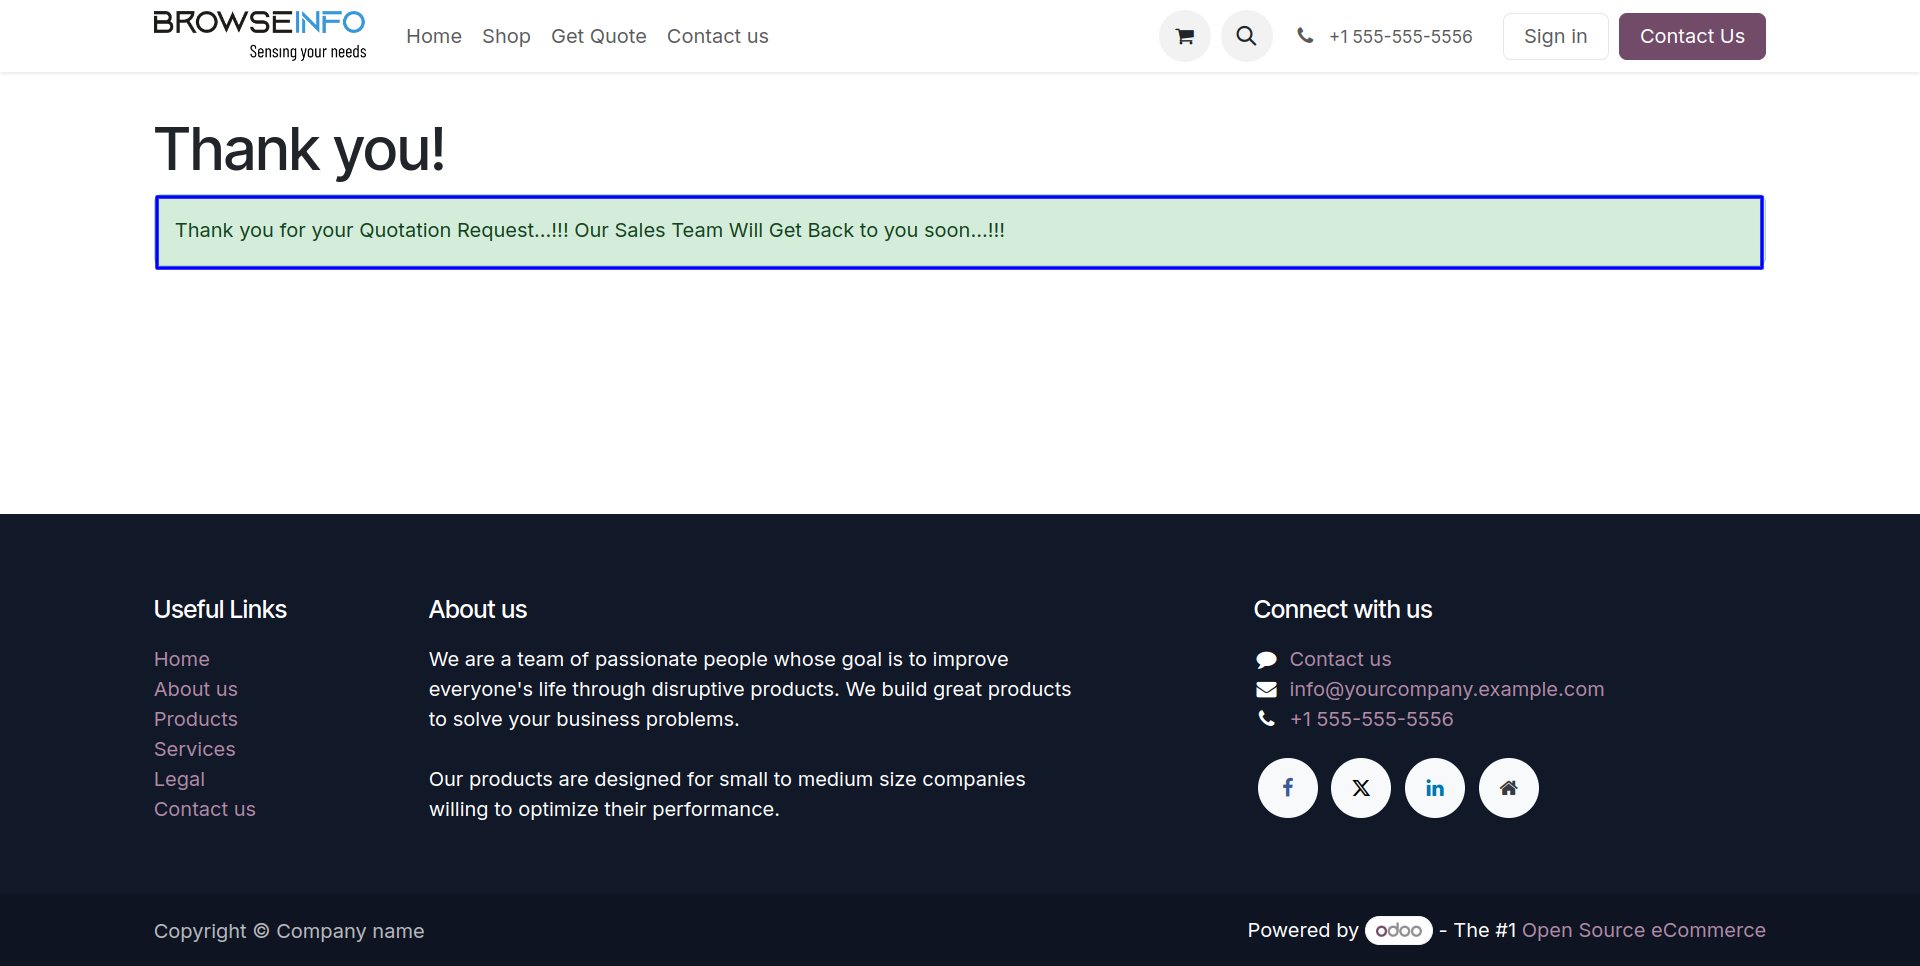 BROWSEINFO
Sensing your needs
Home Shop Get Quote Contact us
+1 555-555-5556
Sign in
Contact Us
Thank you!
Thank you for your Quotation Request...!!! Our Sales Team Will Get Back to you soon...!!!
Useful Links
Home
About us
Products
Services
Legal
Contact us
About us
We are a team of passionate people whose goal is to improve
everyone's life through disruptive products. We build great products
to solve your business problems.
Our products are designed for small to medium size companies
willing to optimize their performance.
Connect with us
Contact us
info@yourcompany.example.com
+1 555-555-5556
Copyright © Company name
Powered by odoo - The #1 Open Source eCommerce